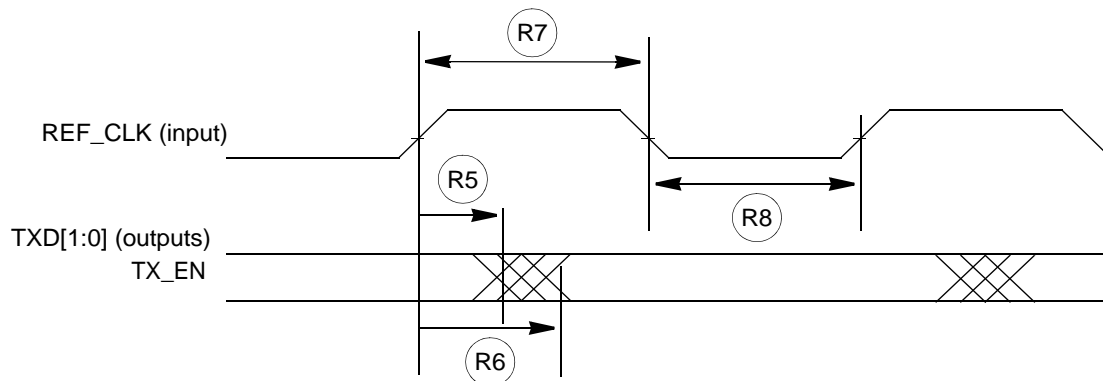 R7
REF_CLK (input)
R5
R8
TXD[1:0] (outputs)
TX_EN
R6